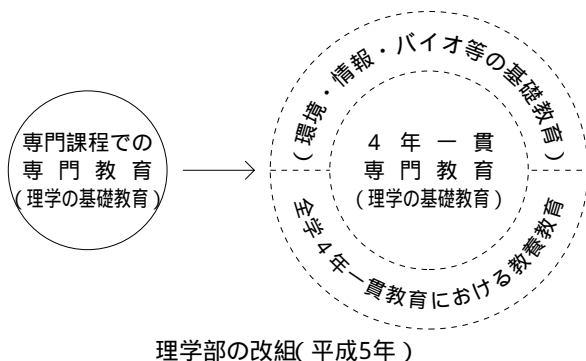 専門課程での
専門教育
(理学の基礎教育)
(環境・情報・バイオ等の基礎教育)
4年一貫
専門教育
(理学の基礎教育)
全学4年一貫教育における教養教育
理学部の改組(平成5年)